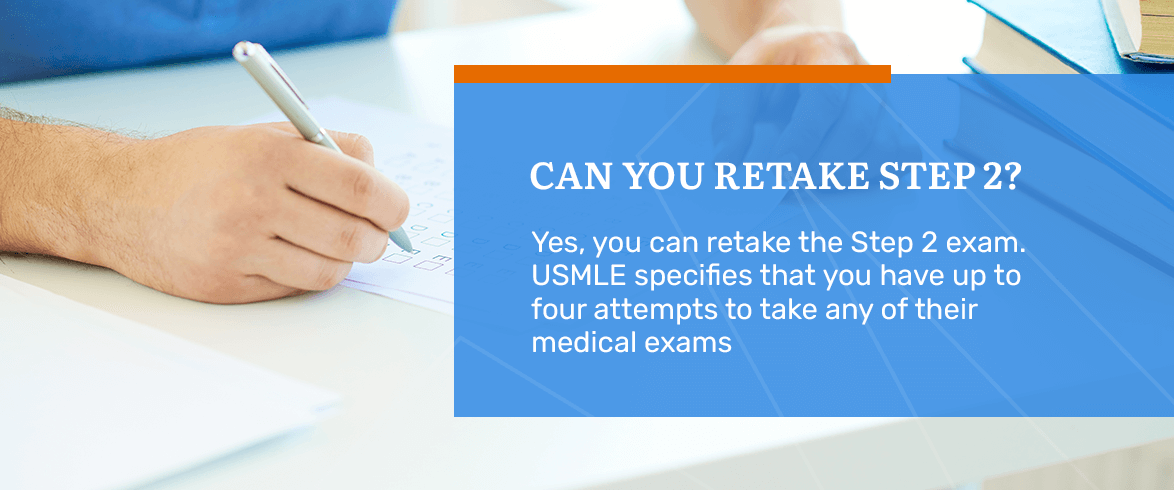 CAN YOU RETAKE STEP 2?
Yes, you can retake the Step 2 exam.
USMLE specifies that you have up to
four attempts to take any of their
medical exams